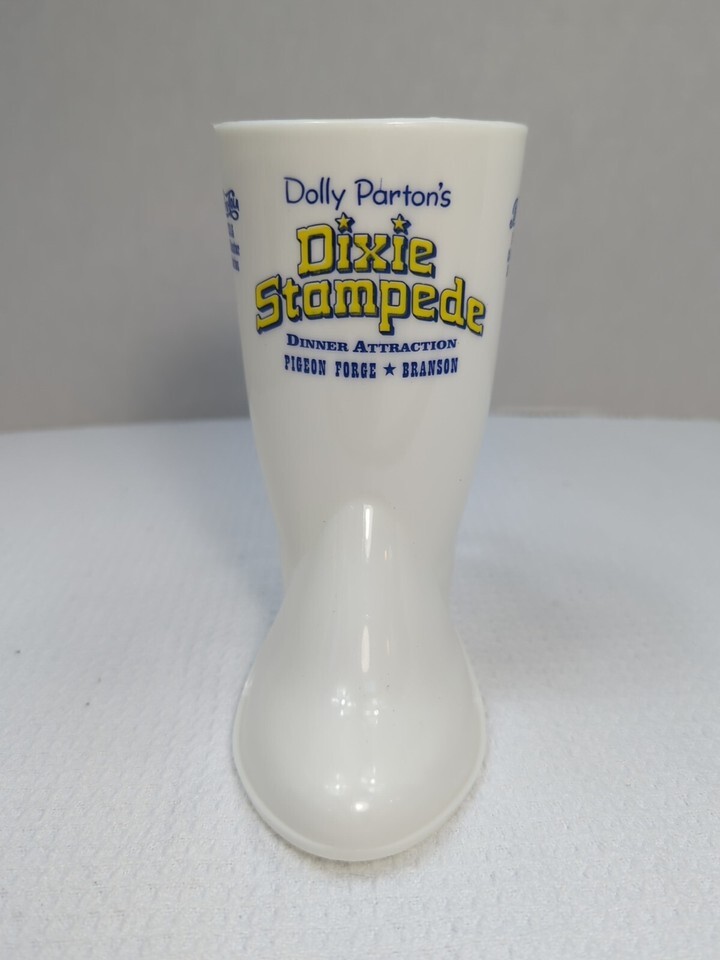 Dolly Parton's
Dixie
Stampede
DINNER ATTRACTION
PIGEON FORGE ★ BRANSON